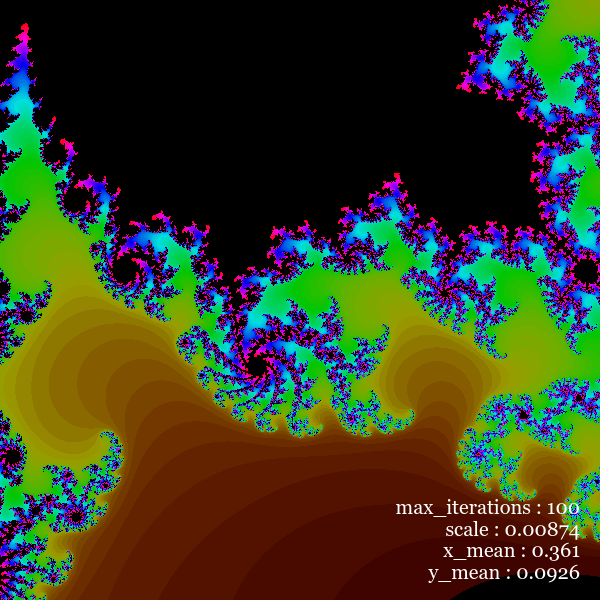 max_iterations : 100
scale : 0.00874
x_mean : 0.361
y_mean : 0.0926